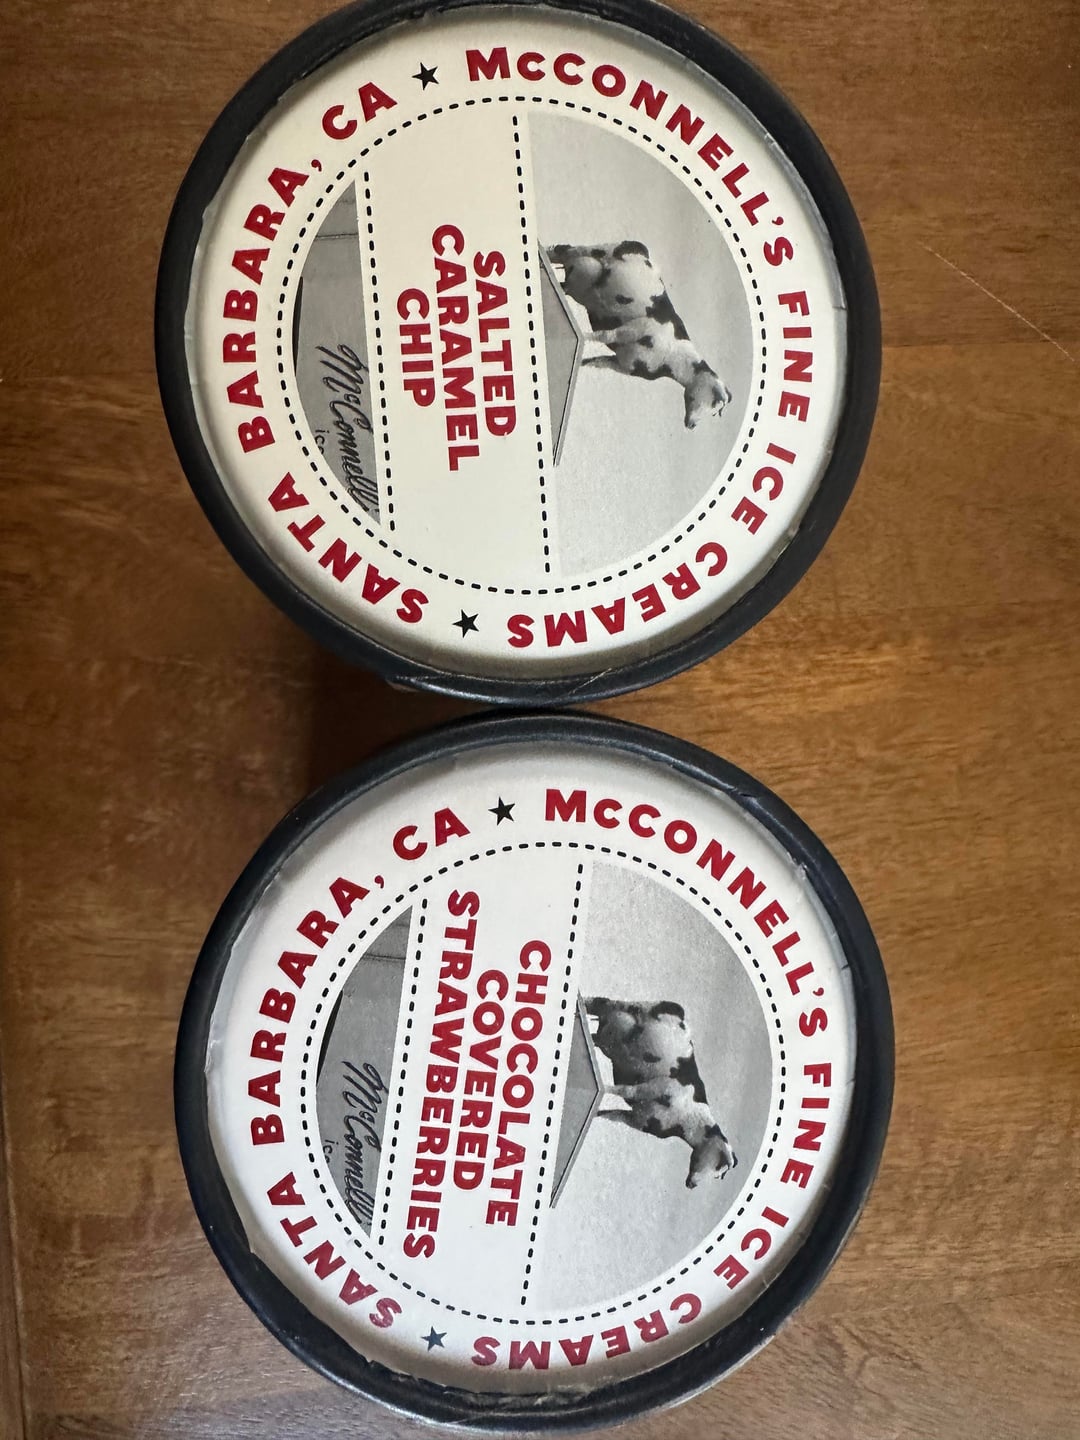 McCONNELL'S FINE ICE CREAMS
SALTED
CARAMEL
CHIP
McConnell's
ice
★ SANTA BARBARA, CA ★
McCONNELL'S FINE ICE CREAMS
CHOCOLATE
COVERED
STRAWBERRIES
McConnell's
★ SANTA BARBARA, CA ★